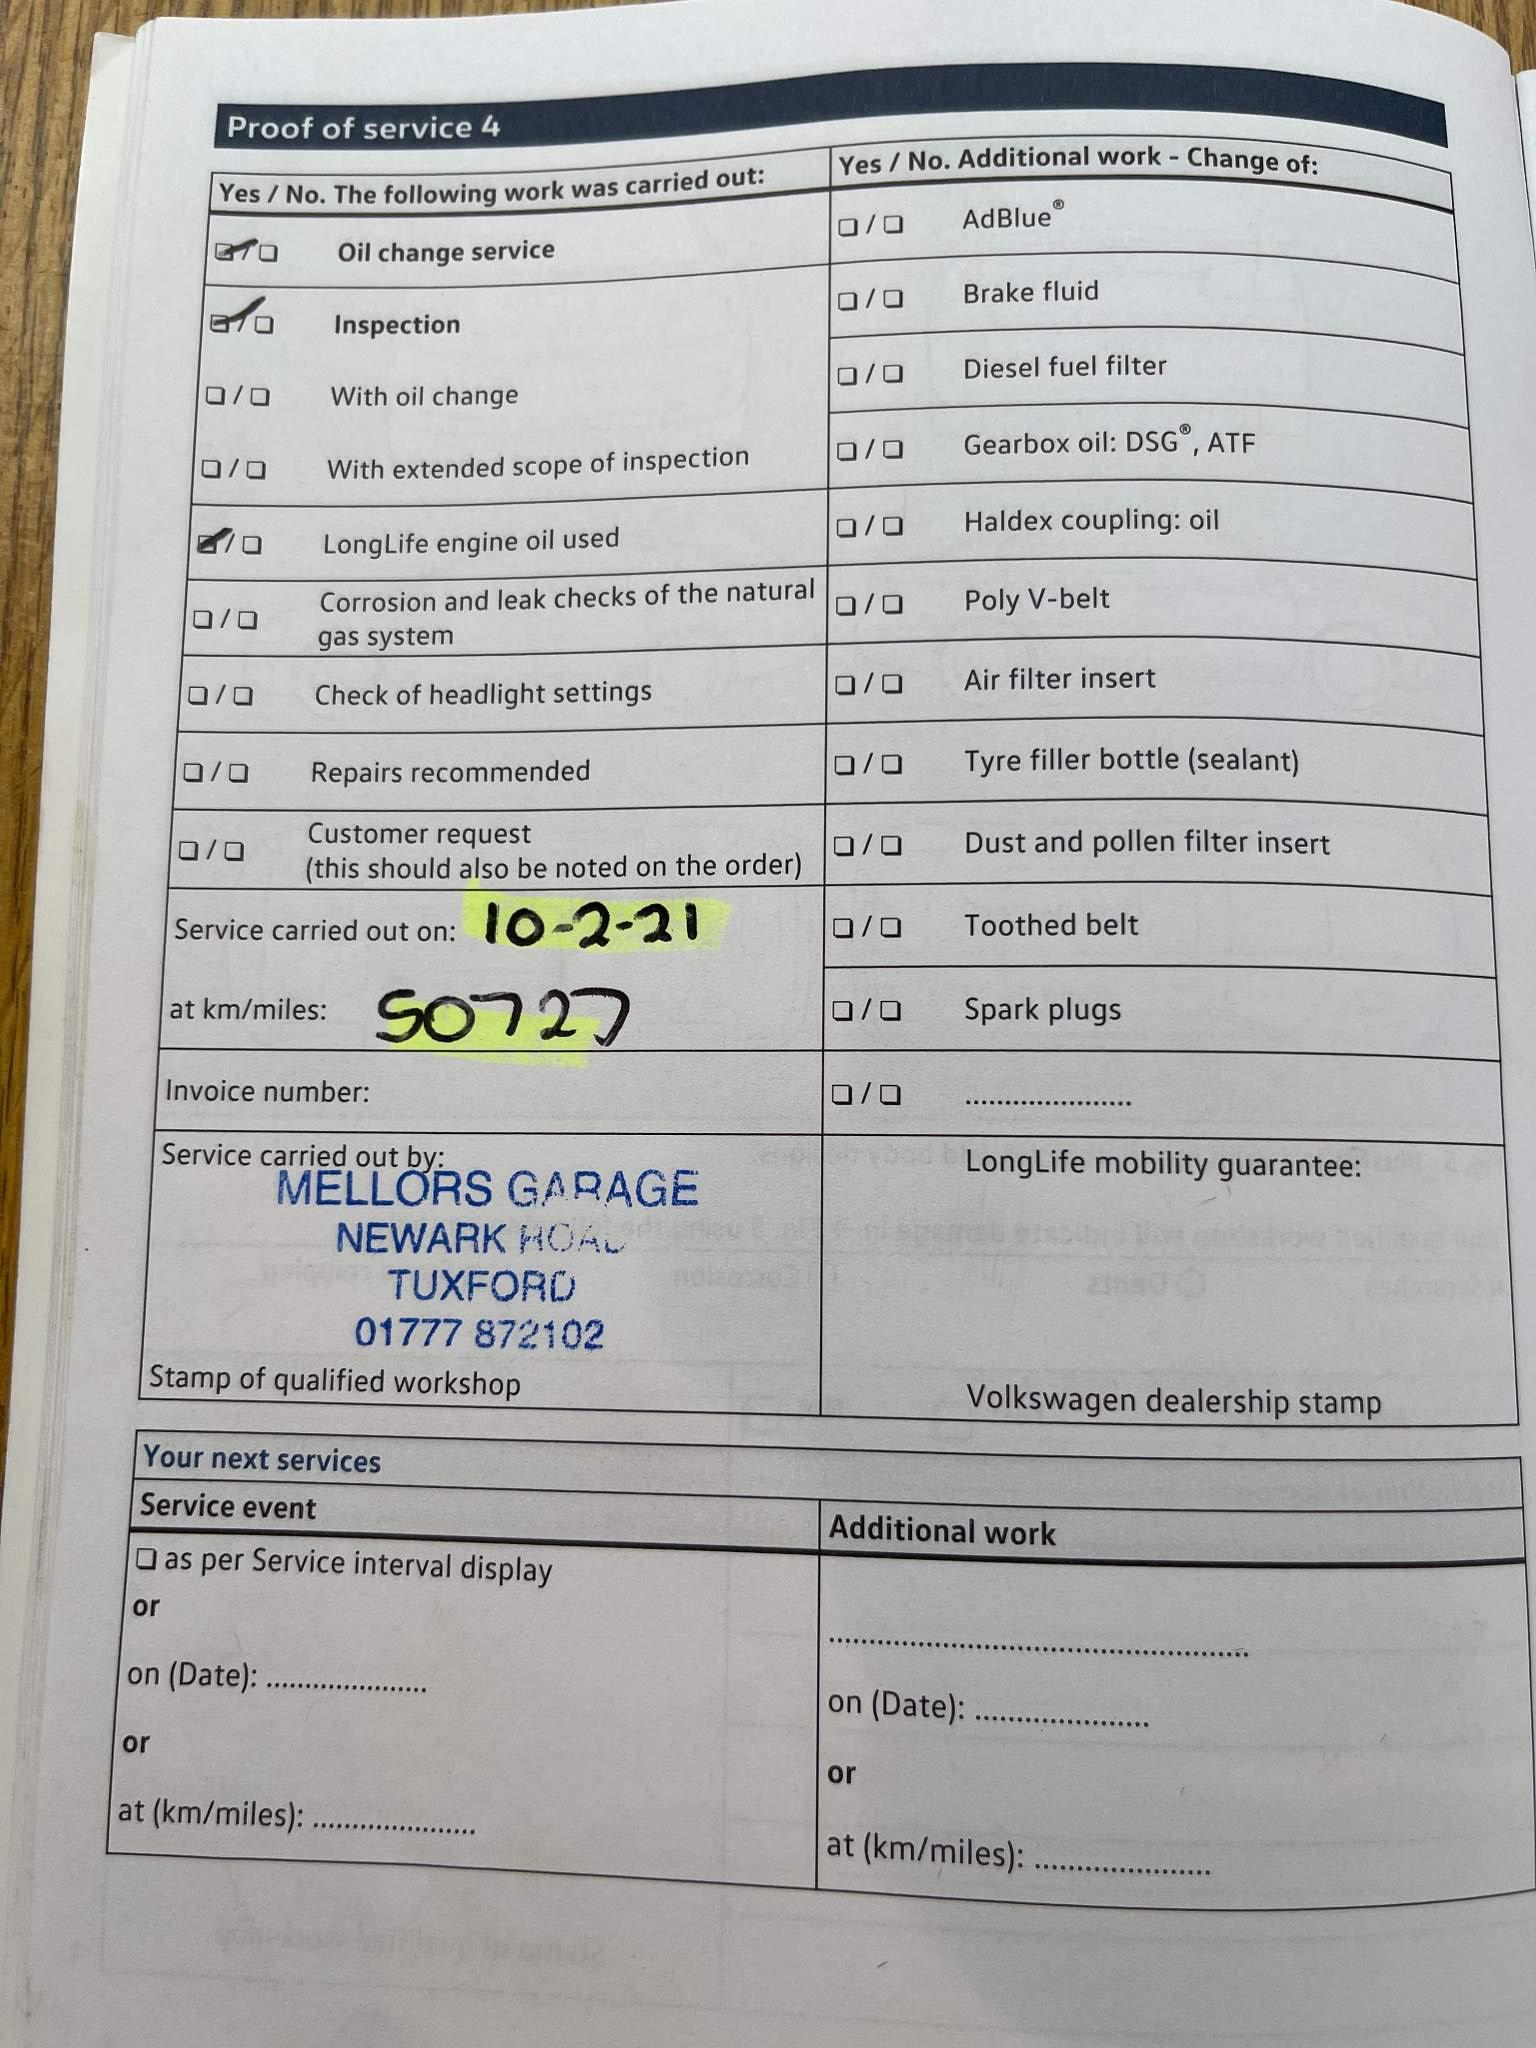 Proof of service 4
Yes / No. The following work was carried out:
❏ / ❏ Oil change service
❏ / ❏ Inspection
❏ / ❏ With oil change
❏ / ❏ With extended scope of inspection
❏ / ❏ LongLife engine oil used
❏ / ❏ Corrosion and leak checks of the natural
gas system
❏ / ❏ Check of headlight settings
❏ / ❏ Repairs recommended
❏ / ❏ Customer request
(this should also be noted on the order)
Service carried out on: 10-2-21
at km/miles: 50727
Invoice number:
Service carried out by:
MELLORS GARAGE
NEWARK ROAD
TUXFORD
01777 872102
Stamp of qualified workshop
Yes / No. Additional work - Change of:
❏ / ❏ AdBlue®
❏ / ❏ Brake fluid
❏ / ❏ Diesel fuel filter
❏ / ❏ Gearbox oil: DSG®, ATF
❏ / ❏ Haldex coupling: oil
❏ / ❏ Poly V-belt
❏ / ❏ Air filter insert
❏ / ❏ Tyre filler bottle (sealant)
❏ / ❏ Dust and pollen filter insert
❏ / ❏ Toothed belt
❏ / ❏ Spark plugs
❏ / ❏ .....................
LongLife mobility guarantee:
Volkswagen dealership stamp
Your next services
Service event
❏ as per Service interval display
or
on (Date): ....................
or
at (km/miles): ....................
Additional work
....................................................
on (Date): .....................
or
at (km/miles): .....................